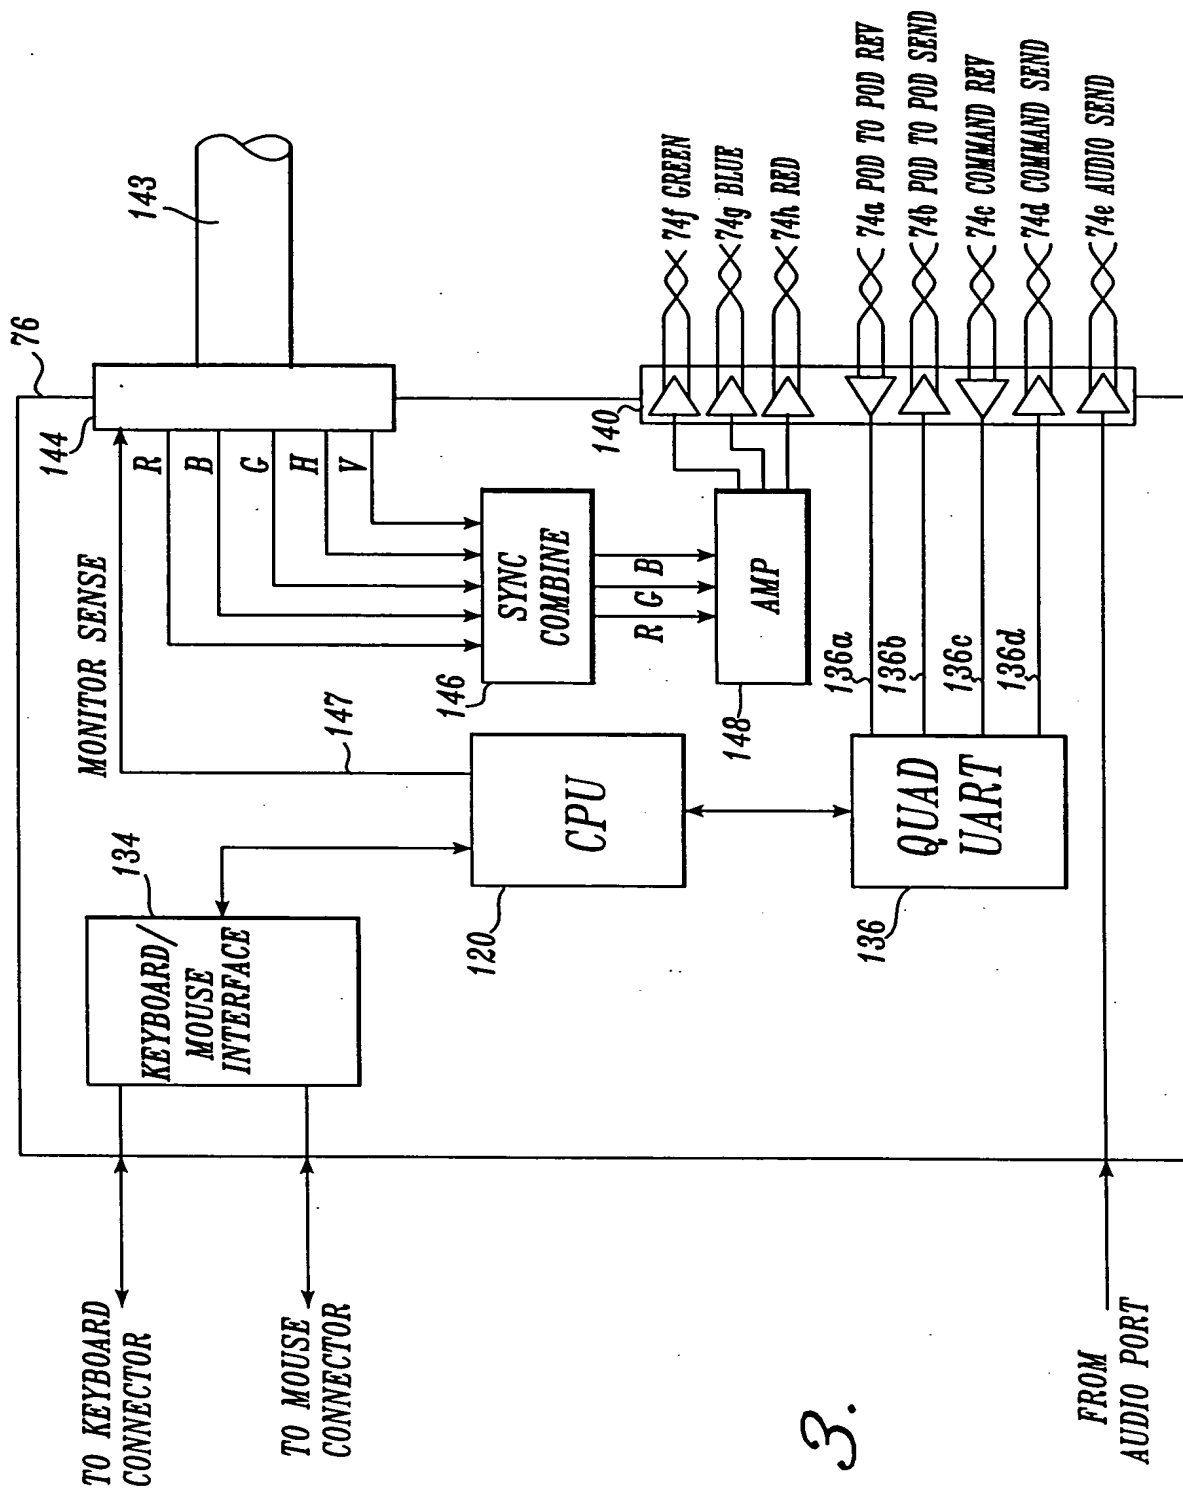 TO KEYBOARD
CONNECTOR
TO MOUSE
CONNECTOR
FROM
AUDIO PORT
134
KEYBOARD/
MOUSE
INTERFACE
MONITOR SENSE
147
120
CPU
136
QUAD
UART
144
76
143
R
B
G
H
V
146
SYNC
COMBINE
R G B
148
AMP
136a
136b
136c
136d
140
74f GREEN
74g BLUE
74h RED
74a POD TO POD REV
74b POD TO POD SEND
74c COMMAND REV
74d COMMAND SEND
74e AUDIO SEND
3.